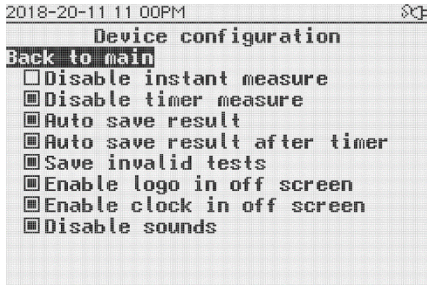 2018-20-11 11 00PM
Device configuration
Back to main
Disable instant measure
Disable timer measure
Auto save result
Auto save result after timer
Save invalid tests
Enable logo in off screen
Enable clock in off screen
Disable sounds